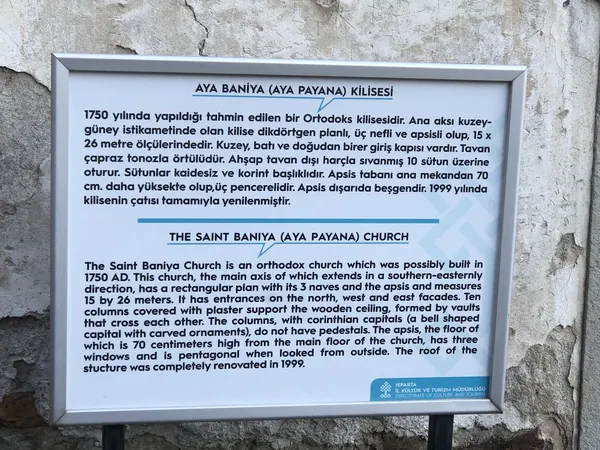 AYA BANİYA (AYA PAYANA) KİLİSESİ
1750 yılında yapıldığı tahmin edilen bir Ortodoks kilisesidir. Ana aksı kuzey-
güney istikametinde olan kilise dikdörtgen planlı, üç nefli ve apsisli olup, 15 x
26 metre ölçülerindedir. Kuzey, batı ve doğudan birer giriş kapısı vardır. Tavan
çapraz tonozla örtülüdür. Ahşap tavan dışı harçla sıvanmış 10 sütun üzerine
oturur. Sütunlar kaidesiz ve korint başlıklıdır. Apsis tabanı ana mekandan 70
cm. daha yüksekte olup,üç pencerelidir. Apsis dışarıda beşgendir. 1999 yılında
kilisenin çatısı tamamıyla yenilenmiştir.
THE SAINT BANIYA (AYA PAYANA) CHURCH
The Saint Baniya Church is an orthodox church which was possibly built in
1750 AD. This church, the main axis of which extends in a southern-easternly
direction, has a rectangular plan with its 3 naves and the apsis and measures
15 by 26 meters. It has entrances on the north, west and east facades. Ten
columns covered with plaster support the wooden ceiling, formed by vaults
that cross each other. The columns, with corinthian capitals (a bell shaped
capital with carved ornaments), do not have pedestals. The apsis, the floor of
which is 70 centimeters high from the main floor of the church, has three
windows and is pentagonal when looked from outside. The roof of the
stucture was completely renovated in 1999.
ISPARTA
İL KÜLTÜR VE TURİZM MÜDÜRLÜĞÜ
DIRECTORATE OF CULTURE AND TOURISM